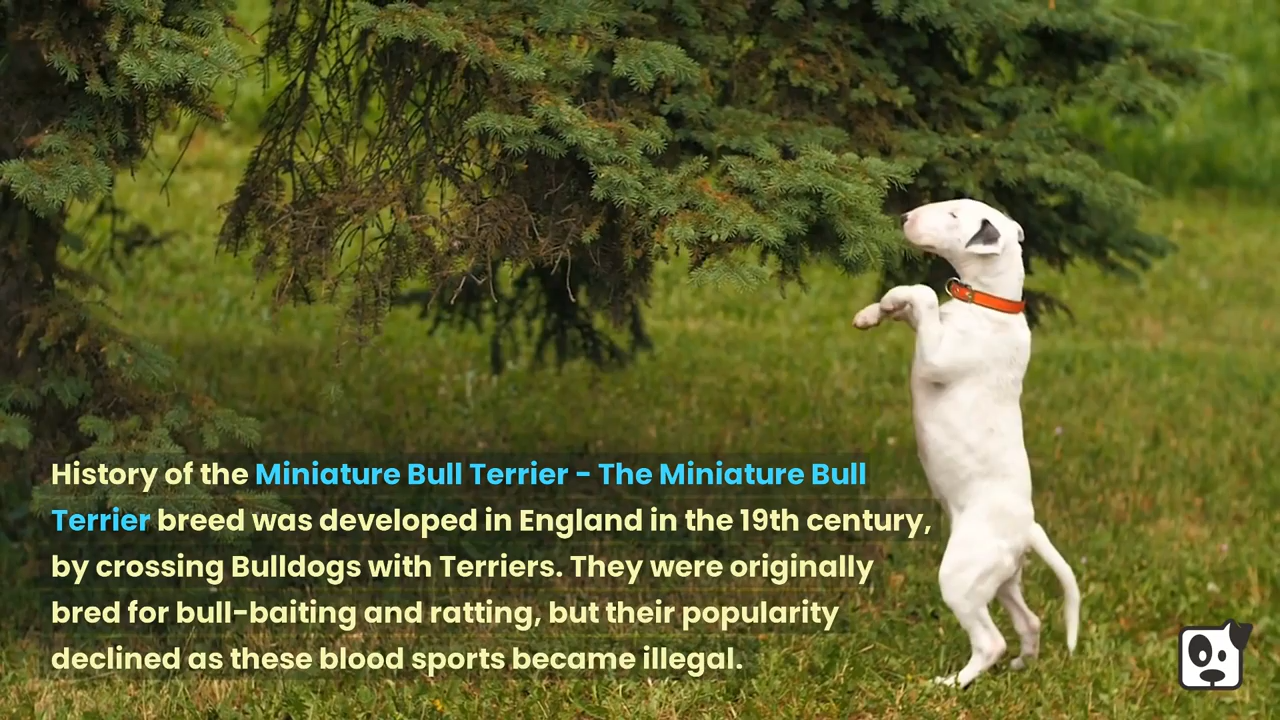 History of the Miniature Bull Terrier - The Miniature Bull
Terrier breed was developed in England in the 19th century,
by crossing Bulldogs with Terriers. They were originally
bred for bull-baiting and ratting, but their popularity
declined as these blood sports became illegal.